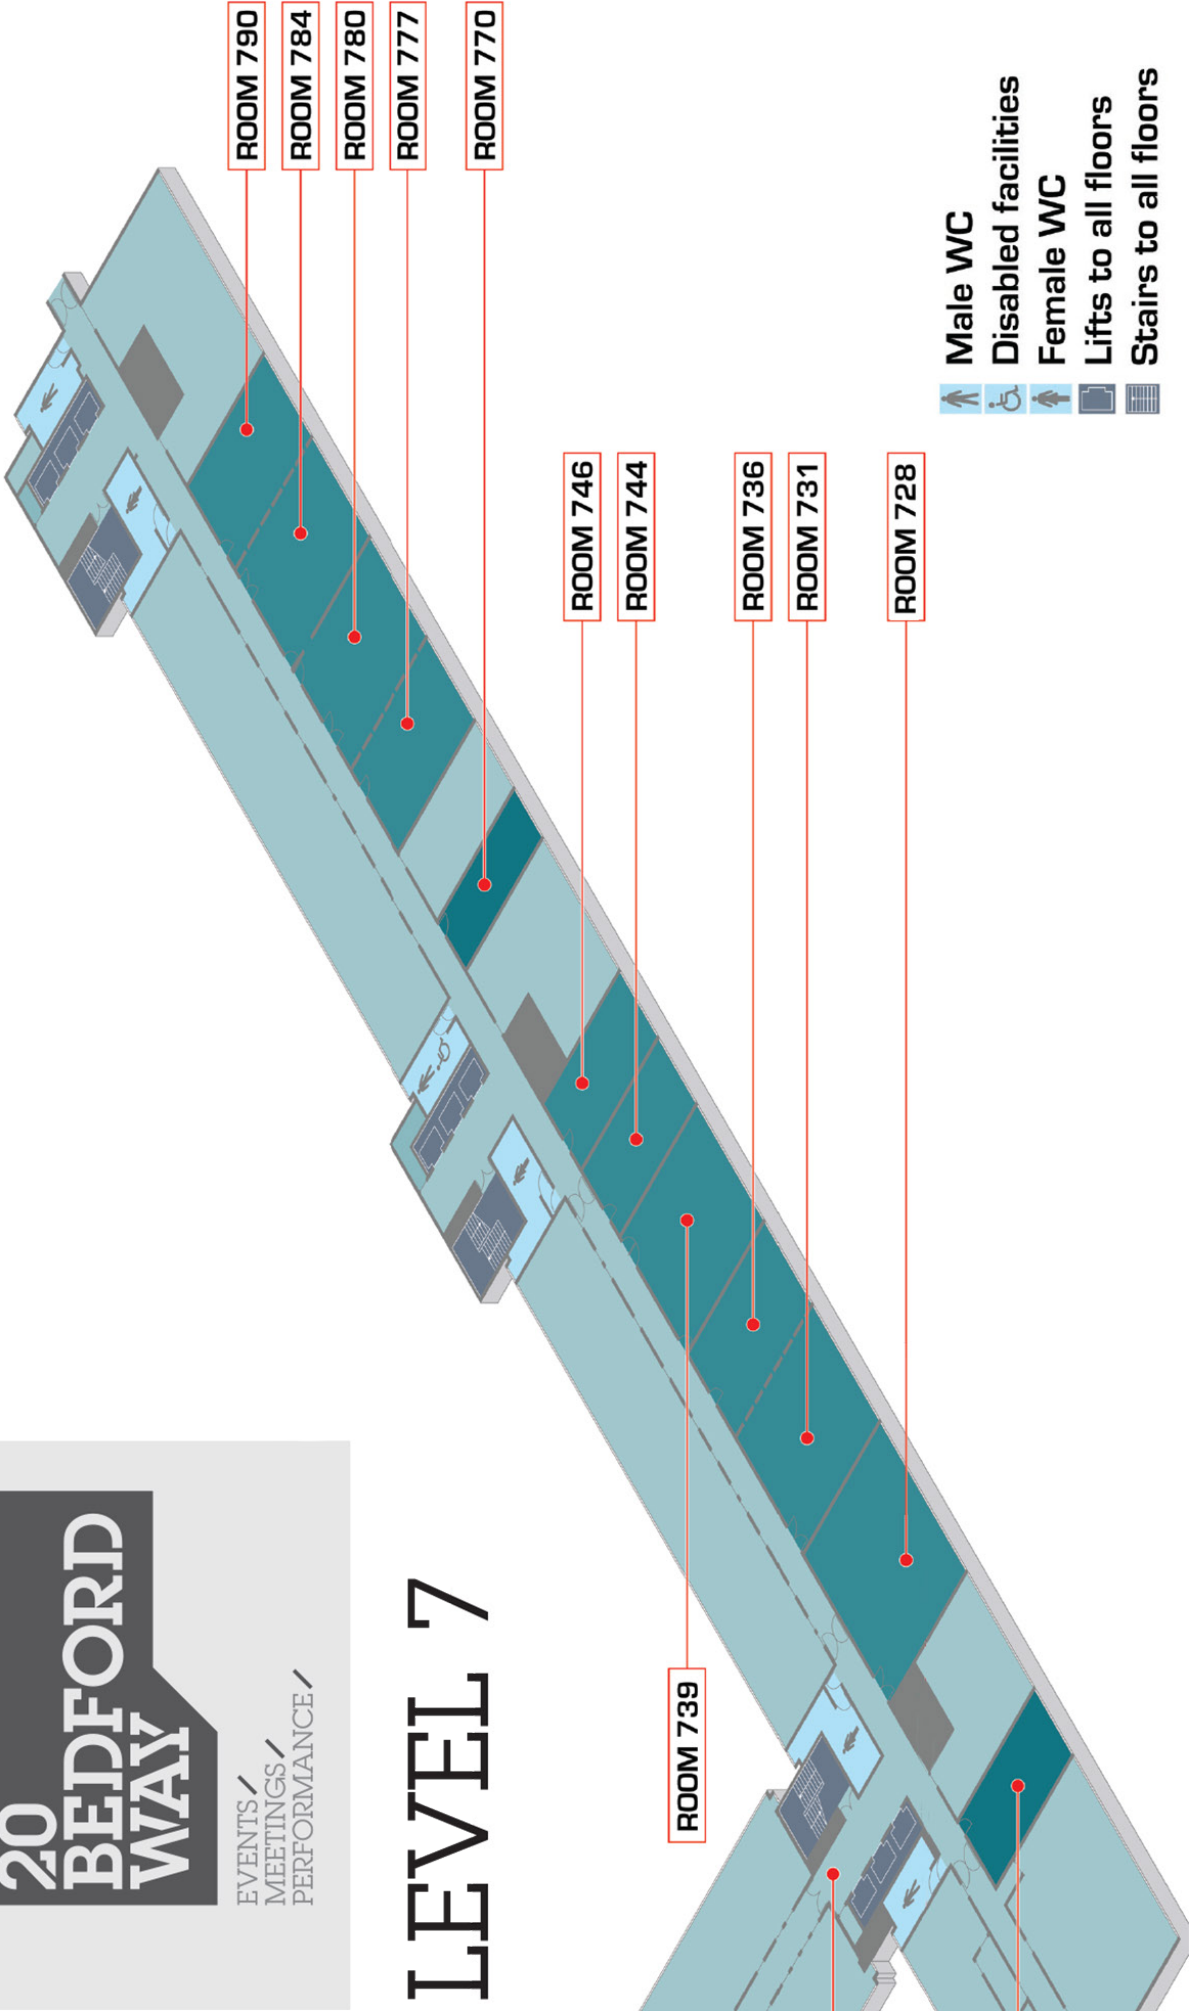 20
BEDFORD
WAY
EVENTS/
MEETINGS/
PERFORMANCE/
LEVEL 7
ROOM 790
ROOM 784
ROOM 780
ROOM 777
ROOM 770
ROOM 746
ROOM 744
ROOM 739
ROOM 736
ROOM 731
ROOM 728
Male WC
Disabled facilities
Female WC
Lifts to all floors
Stairs to all floors